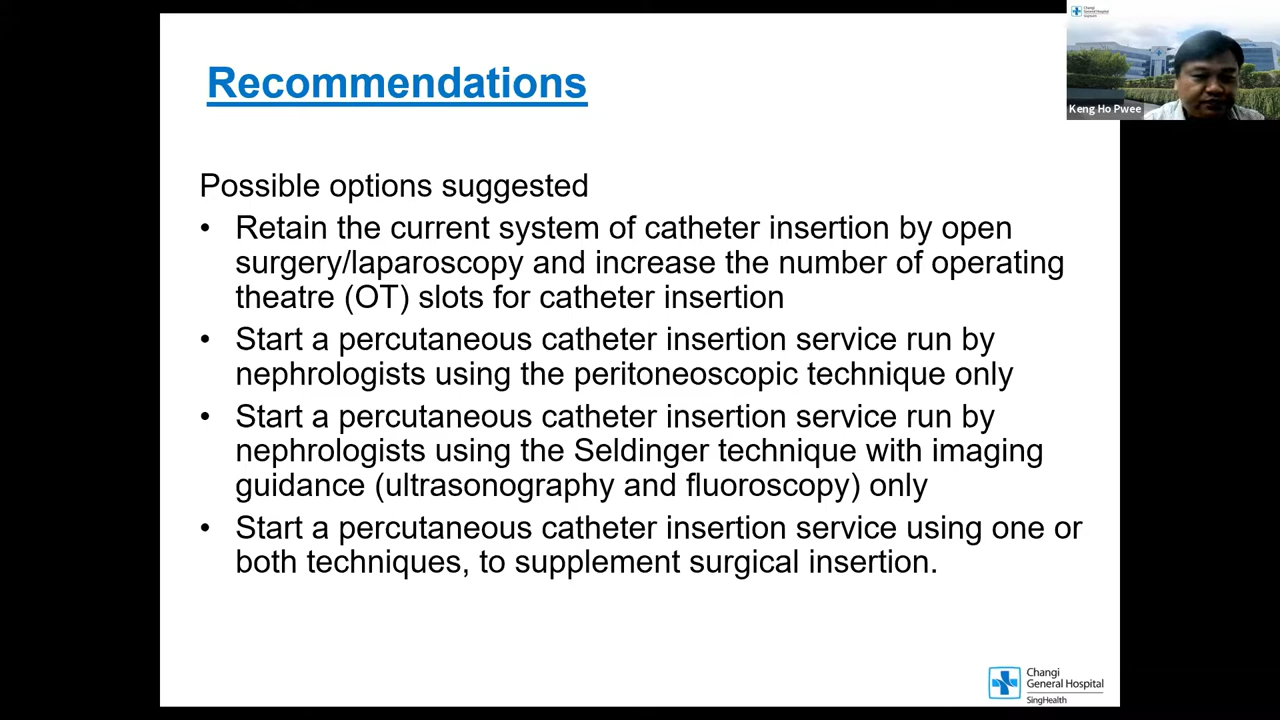 Recommendations
Possible options suggested
• Retain the current system of catheter insertion by open
surgery/laparoscopy and increase the number of operating
theatre (OT) slots for catheter insertion
• Start a percutaneous catheter insertion service run by
nephrologists using the peritoneoscopic technique only
• Start a percutaneous catheter insertion service run by
nephrologists using the Seldinger technique with imaging
guidance (ultrasonography and fluoroscopy) only
• Start a percutaneous catheter insertion service using one or
both techniques, to supplement surgical insertion.
Changi
General Hospital
SingHealth
Changi
General Hospital
Keng Ho Pwee